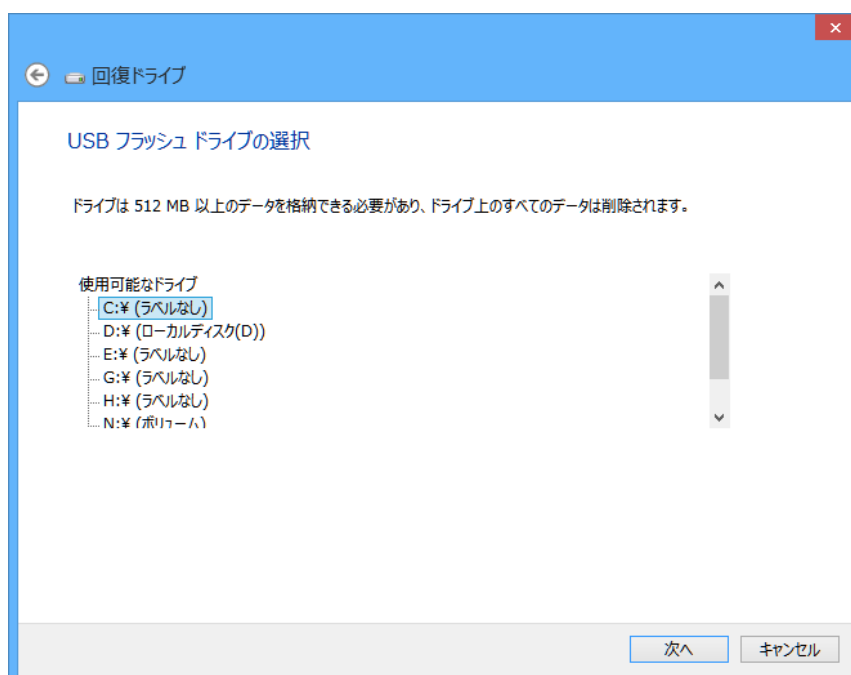 回復ドライブ
USB フラッシュ ドライブの選択
ドライブは 512 MB 以上のデータを格納できる必要があり、ドライブ上のすべてのデータは削除されます。
使用可能なドライブ
C:¥ (ラベルなし)
D:¥ (ローカルディスク(D))
E:¥ (ラベルなし)
G:¥ (ラベルなし)
H:¥ (ラベルなし)
N:¥ (ボリューム)
次へ
キャンセル